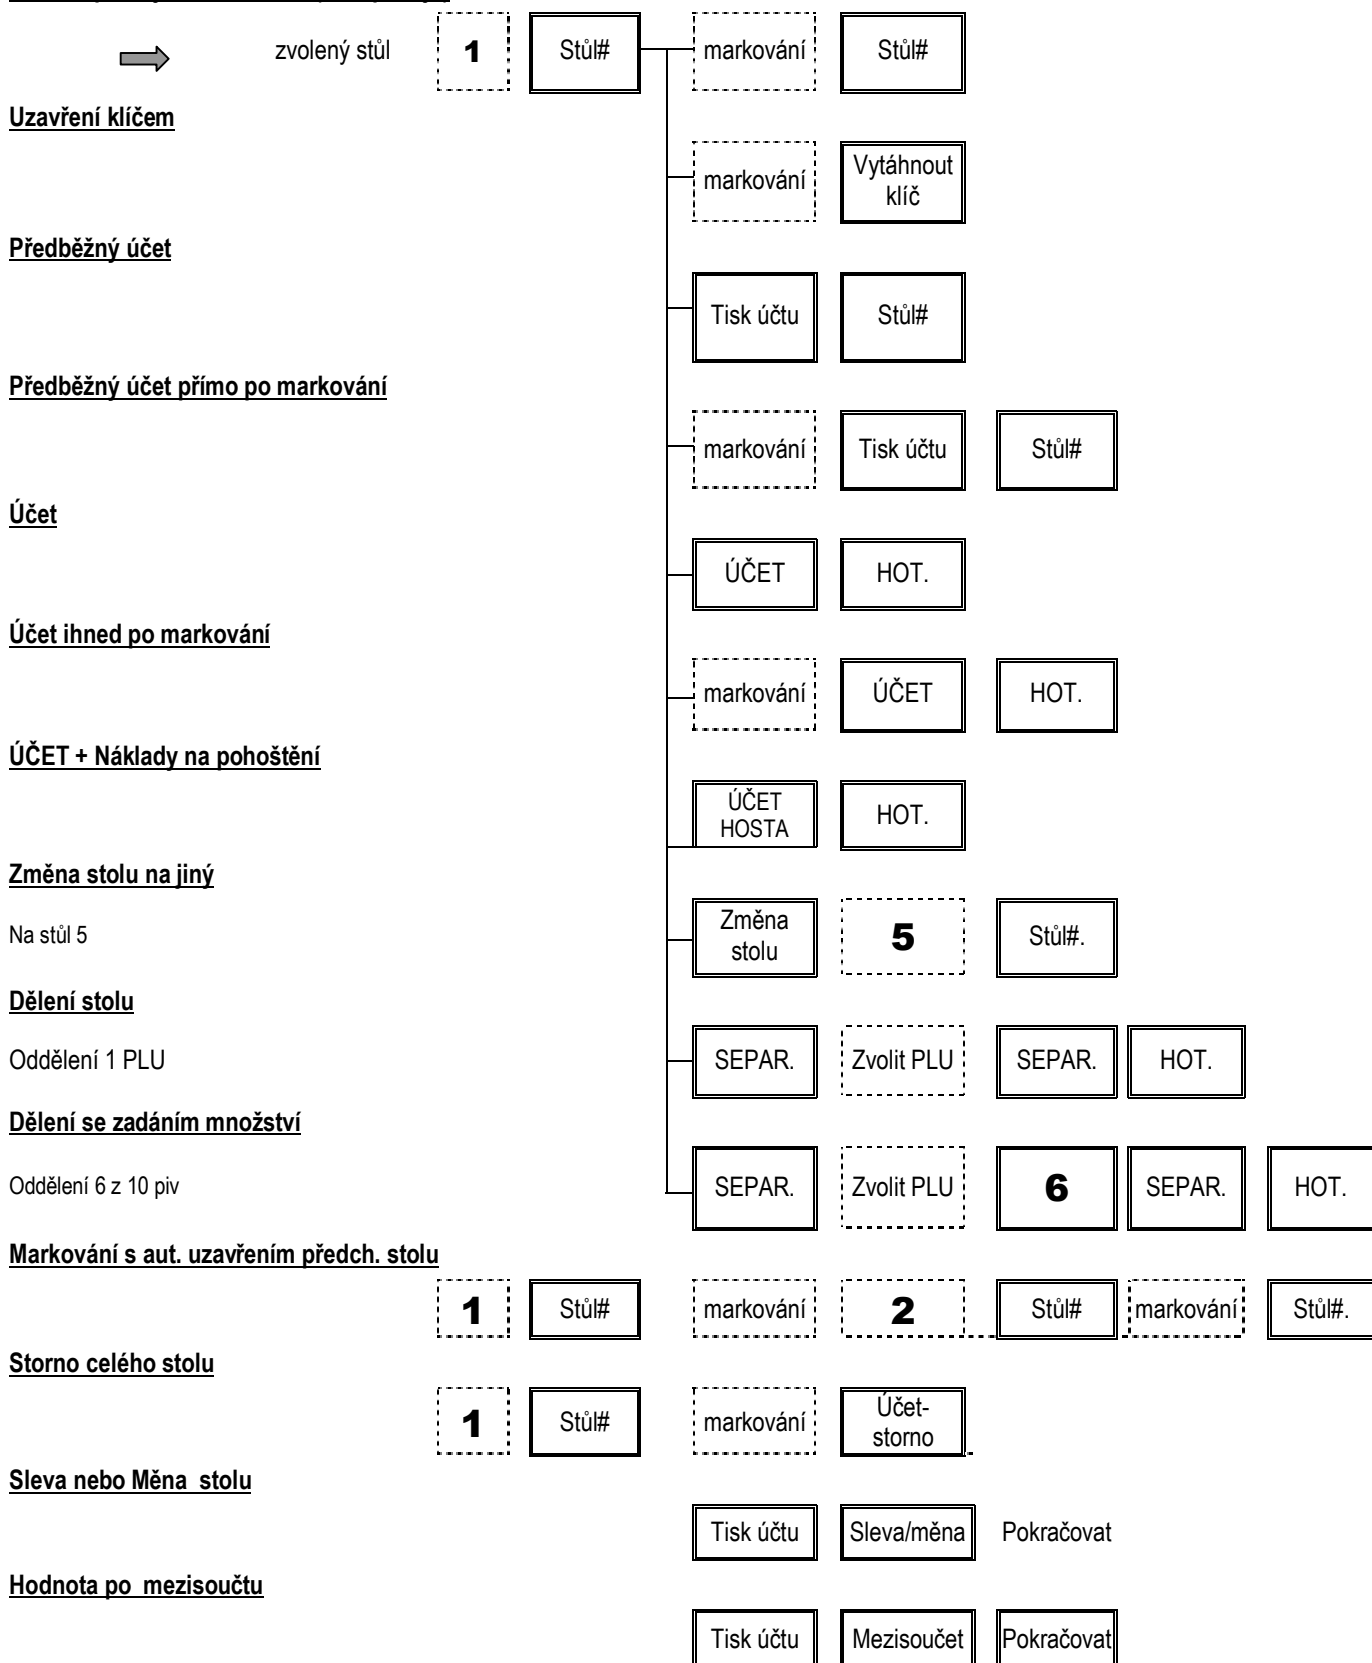 zvolený stůl 1 Stůl# markování Stůl#
Uzavření klíčem
markování Vytáhnout klíč
Předběžný účet
Tisk účtu Stůl#
Předběžný účet přímo po markování
markování Tisk účtu Stůl#
Účet
ÚČET HOT.
Účet ihned po markování
markování ÚČET HOT.
ÚČET + Náklady na pohoštění
ÚČET HOSTA HOT.
Změna stolu na jiný
Na stůl 5 Změna stolu 5 Stůl#.
Dělení stolu
Oddělení 1 PLU SEPAR. Zvolit PLU SEPAR. HOT.
Dělení se zadáním množství
Oddělení 6 z 10 piv SEPAR. Zvolit PLU 6 SEPAR. HOT.
Markování s aut. uzavřením předch. stolu
1 Stůl# markování 2 Stůl# markování Stůl#.
Storno celého stolu
1 Stůl# markování Účet-storno
Sleva nebo Měna stolu
Tisk účtu Sleva/měna Pokračovat
Hodnota po mezisoučtu
Tisk účtu Mezisoučet Pokračovat